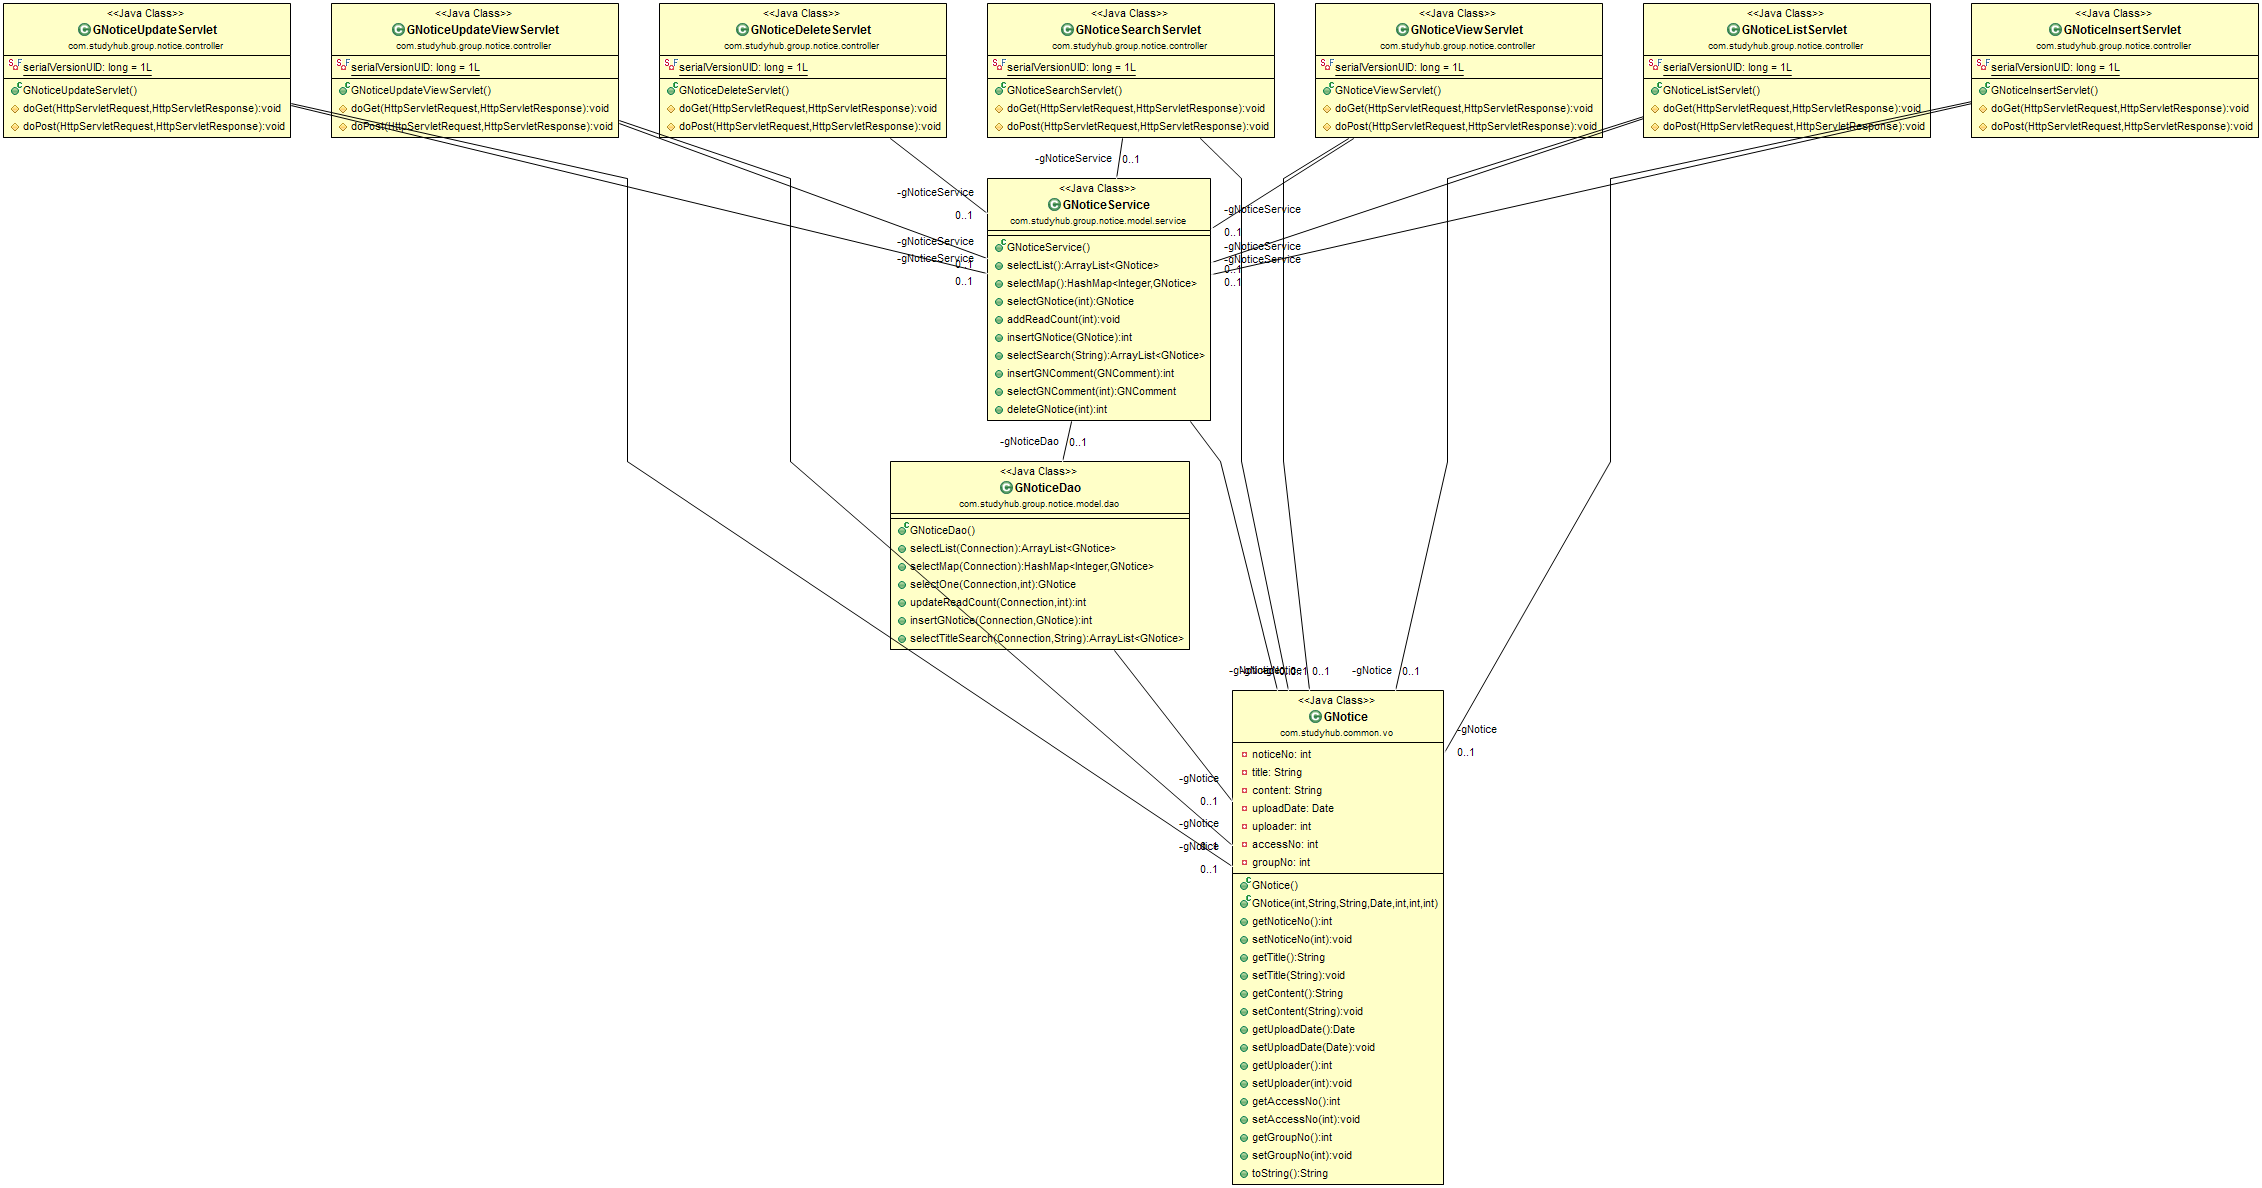 <<Java Class>>
GNoticeUpdateServlet
com.studyhub.group.notice.controller
serialVersionUID: long = 1L
GNoticeUpdateServlet()
doGet(HttpServletRequest,HttpServletResponse):void
doPost(HttpServletRequest,HttpServletResponse):void
<<Java Class>>
GNoticeUpdateViewServlet
com.studyhub.group.notice.controller
serialVersionUID: long = 1L
GNoticeUpdateViewServlet()
doGet(HttpServletRequest,HttpServletResponse):void
doPost(HttpServletRequest,HttpServletResponse):void
<<Java Class>>
GNoticeDeleteServlet
com.studyhub.group.notice.controller
serialVersionUID: long = 1L
GNoticeDeleteServlet()
doGet(HttpServletRequest,HttpServletResponse):void
doPost(HttpServletRequest,HttpServletResponse):void
<<Java Class>>
GNoticeSearchServlet
com.studyhub.group.notice.controller
serialVersionUID: long = 1L
GNoticeSearchServlet()
doGet(HttpServletRequest,HttpServletResponse):void
doPost(HttpServletRequest,HttpServletResponse):void
<<Java Class>>
GNoticeViewServlet
com.studyhub.group.notice.controller
serialVersionUID: long = 1L
GNoticeViewServlet()
doGet(HttpServletRequest,HttpServletResponse):void
doPost(HttpServletRequest,HttpServletResponse):void
<<Java Class>>
GNoticeListServlet
com.studyhub.group.notice.controller
serialVersionUID: long = 1L
GNoticeListServlet()
doGet(HttpServletRequest,HttpServletResponse):void
doPost(HttpServletRequest,HttpServletResponse):void
<<Java Class>>
GNoticeInsertServlet
com.studyhub.group.notice.controller
serialVersionUID: long = 1L
GNoticeInsertServlet()
doGet(HttpServletRequest,HttpServletResponse):void
doPost(HttpServletRequest,HttpServletResponse):void
-gNoticeService
0..1
-gNoticeService
0..1
-gNoticeService
0..1
-gNoticeService
0..1
-gNoticeService
0..1
-gNoticeService
0..1
-gNoticeService
0..1
<<Java Class>>
GNoticeService
com.studyhub.group.notice.model.service
GNoticeService()
selectList():ArrayList<GNotice>
selectMap():HashMap<Integer,GNotice>
selectGNotice(int):GNotice
addReadCount(int):void
insertGNotice(GNotice):int
selectSearch(String):ArrayList<GNotice>
insertGNComment(GNComment):int
selectGNComment(int):GNComment
deleteGNotice(int):int
-gNoticeDao
0..1
<<Java Class>>
GNoticeDao
com.studyhub.group.notice.model.dao
GNoticeDao()
selectList(Connection):ArrayList<GNotice>
selectMap(Connection):HashMap<Integer,GNotice>
selectOne(Connection,int):GNotice
updateReadCount(Connection,int):int
insertGNotice(Connection,GNotice):int
selectTitleSearch(Connection,String):ArrayList<GNotice>
0..1
-gNotice
0..1
-gNotice
0..1
-gNotice
0..1
-gNotice
-gNotice
0..1
<<Java Class>>
GNotice
com.studyhub.common.vo
noticeNo: int
title: String
content: String
uploadDate: Date
uploader: int
accessNo: int
groupNo: int
GNotice()
GNotice(int,String,String,Date,int,int,int)
getNoticeNo():int
setNoticeNo(int):void
getTitle():String
setTitle(String):void
getContent():String
setContent(String):void
getUploadDate():Date
setUploadDate(Date):void
getUploader():int
setUploader(int):void
getAccessNo():int
setAccessNo(int):void
getGroupNo():int
setGroupNo(int):void
toString():String